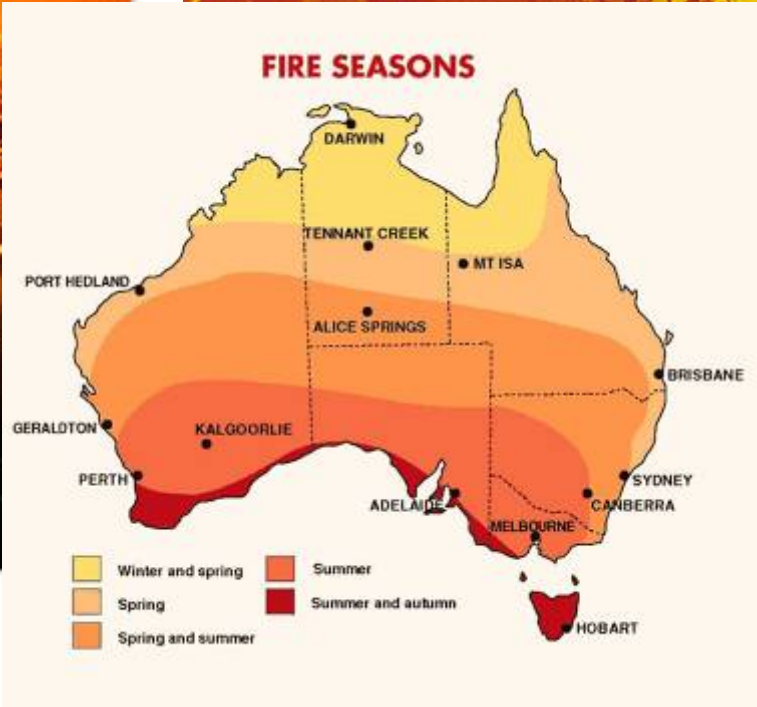 FIRE SEASONS
DARWIN
TENNANT CREEK
MT ISA
PORT HEDLAND
ALICE SPRINGS
BRISBANE
GERALDTON
KALGOORLIE
PERTH
SYDNEY
ADELAIDE
CANBERRA
MELBOURNE
Winter and spring
Summer
Spring
Summer and autumn
Spring and summer
HOBART